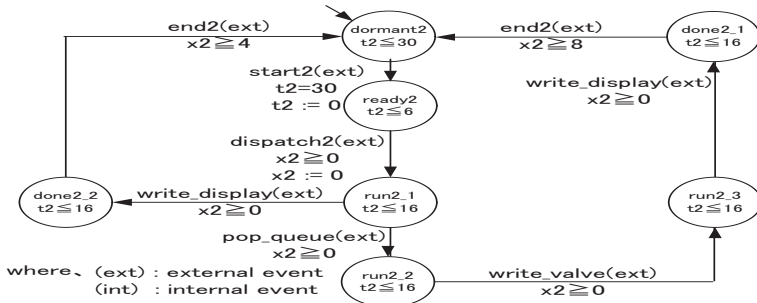 end2(ext)
x2≧4
dormant2
t2≦30
end2(ext)
x2≧8
done2_1
t2≦16
start2(ext)
t2=30
t2 := 0
ready2
t2≦6
write_display(ext)
x2≧0
dispatch2(ext)
x2≧0
x2 := 0
done2_2
t2≦16
write_display(ext)
x2≧0
run2_1
t2≦16
run2_3
t2≦16
pop_queue(ext)
x2≧0
where、(ext) : external event
(int) : internal event
run2_2
t2≦16
write_valve(ext)
x2≧0